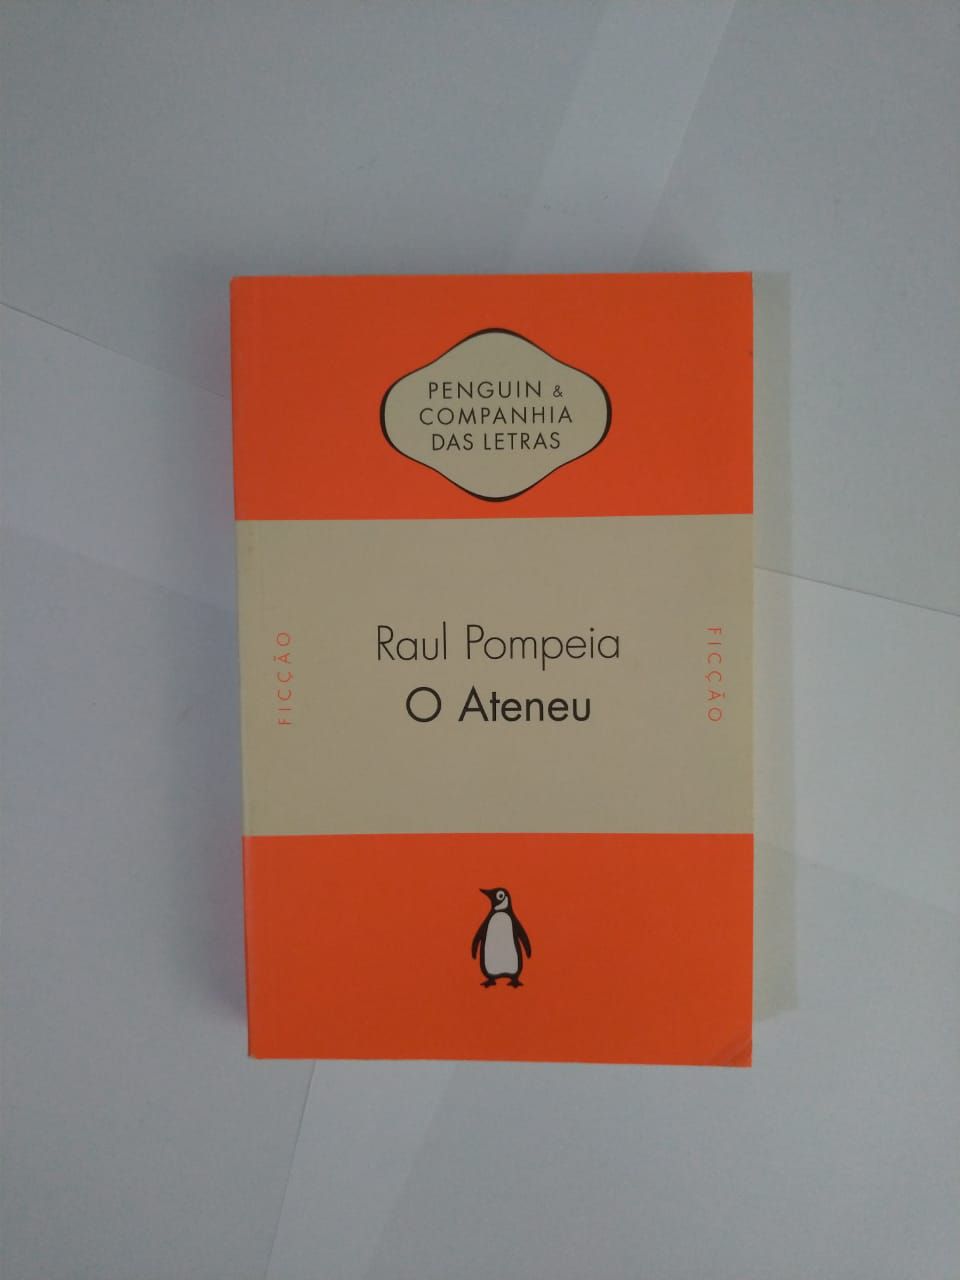 PENGUIN &
COMPANHIA
DAS LETRAS
Raul Pompeia
O Ateneu
FICÇÃO
FICÇÃO